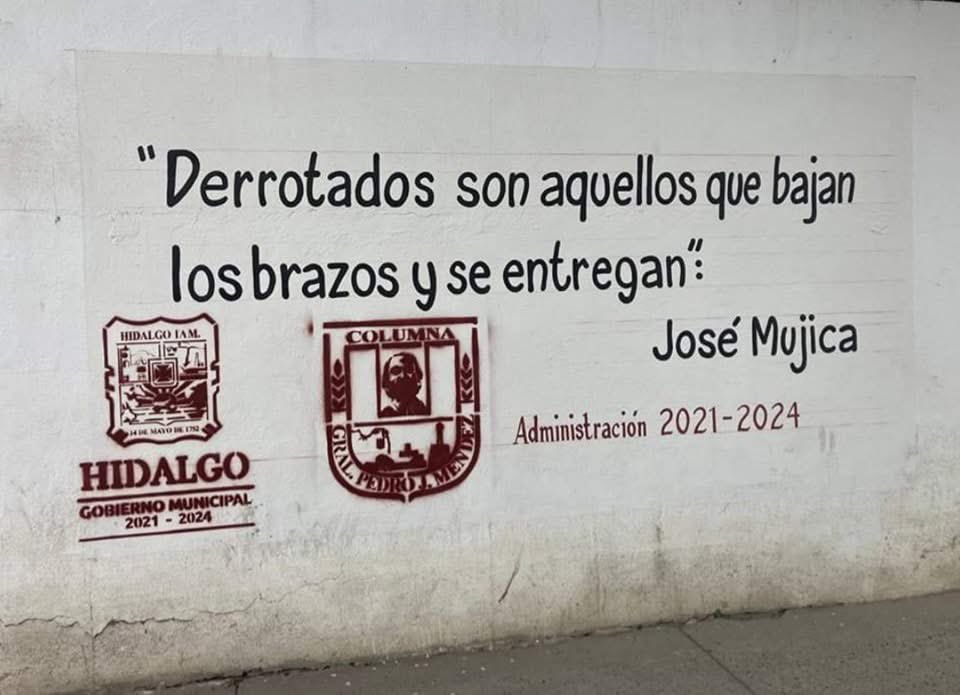 "Derrotados son aquellos que bajan
los brazos y se entregan":
José Mujica
HIDALGO TAM.
14 DE MAYO DE 1752
HIDALGO
GOBIERNO MUNICIPAL
2021 - 2024
COLUMNA
GRAL. PEDRO J. MENDEZ
Administración 2021-2024